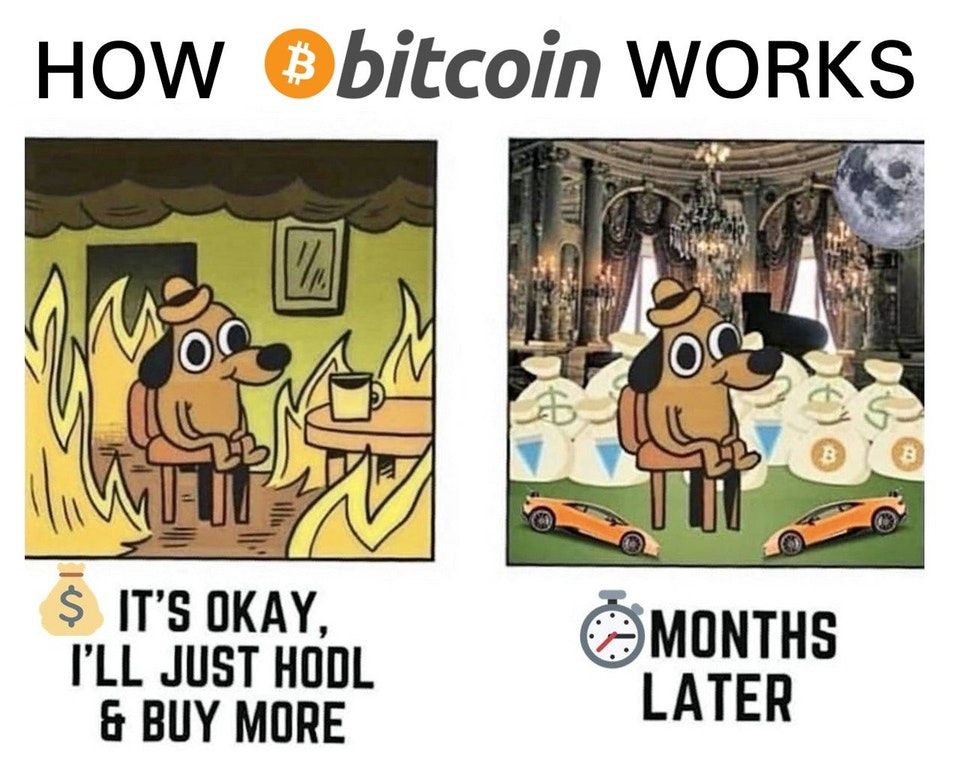 HOW bitcoin WORKS
IT'S OKAY,
I'LL JUST HODL
& BUY MORE
MONTHS
LATER